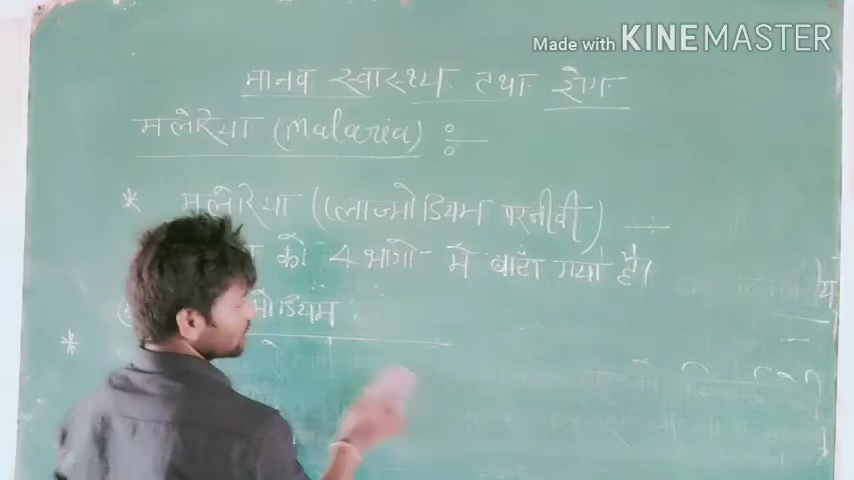 Made with KINEMASTER
मानव स्वास्थ्य तथा रोग
मलेरिया (malaria) :-
* मलेरिया (प्लाज्मोडियम परजीवी) -
को 4 भागो में बाटा गया है।
मोडियम
*